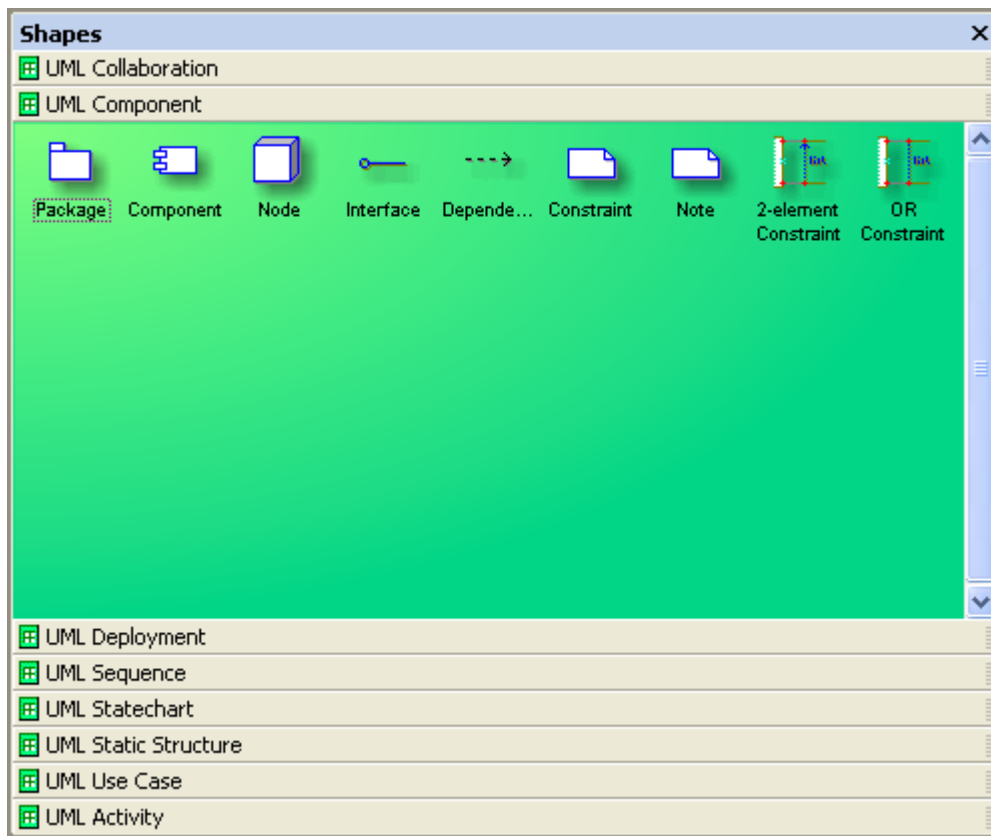 Shapes
UML Collaboration
UML Component
Package Component Node Interface Depende... Constraint Note 2-element OR
Constraint Constraint
UML Deployment
UML Sequence
UML Statechart
UML Static Structure
UML Use Case
UML Activity